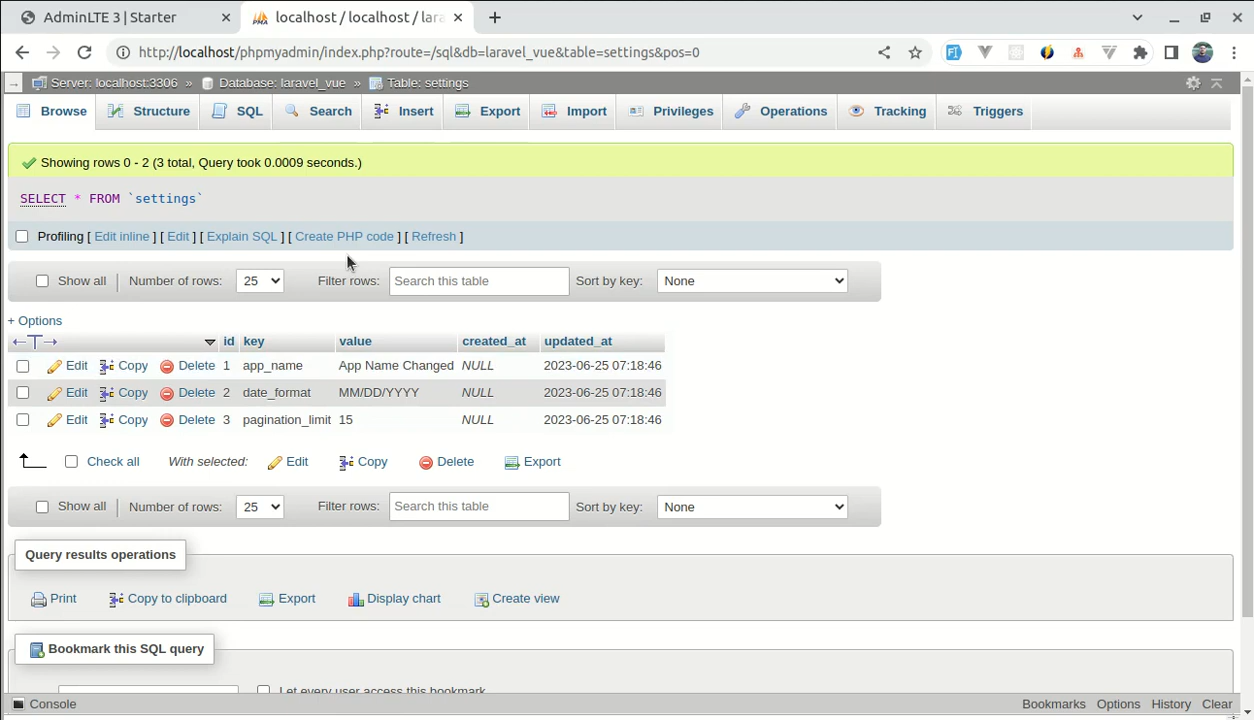 AdminLTE 3 | Starter
localhost / localhost / lara
http://localhost/phpmyadmin/index.php?route=/sql&db=laravel_vue&table=settings&pos=0
Server: localhost:3306 » Database: laravel_vue » Table: settings
Browse Structure SQL Search Insert Export Import Privileges Operations Tracking Triggers
Showing rows 0 - 2 (3 total, Query took 0.0009 seconds.)
SELECT * FROM `settings`
Profiling [ Edit inline ] [ Edit ] [ Explain SQL ] [ Create PHP code ] [ Refresh ]
Show all Number of rows: 25 Filter rows: Search this table Sort by key: None
+ Options
id key value created_at updated_at
Edit Copy Delete 1 app_name App Name Changed NULL 2023-06-25 07:18:46
Edit Copy Delete 2 date_format MM/DD/YYYY NULL 2023-06-25 07:18:46
Edit Copy Delete 3 pagination_limit 15 NULL 2023-06-25 07:18:46
Check all With selected: Edit Copy Delete Export
Show all Number of rows: 25 Filter rows: Search this table Sort by key: None
Query results operations
Print Copy to clipboard Export Display chart Create view
Bookmark this SQL query
Let every user access this bookmark
Console Bookmarks Options History Clear